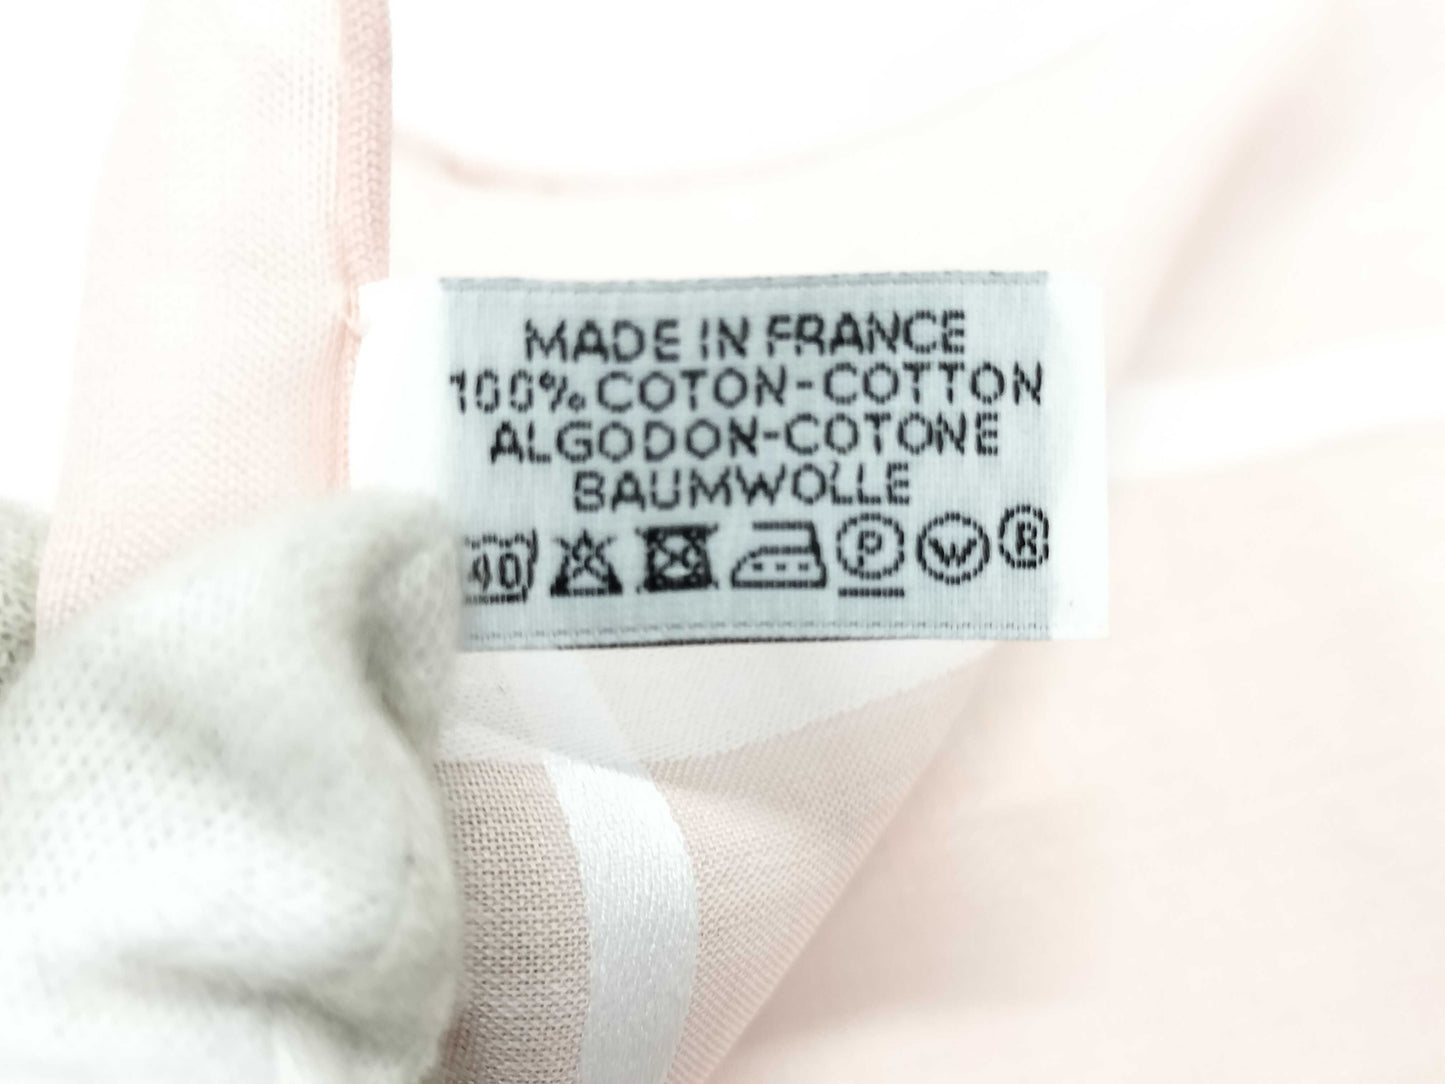 MADE IN FRANCE
100% COTON-COTTON
ALGODON-COTONE
BAUMWOLLE
40 P W R